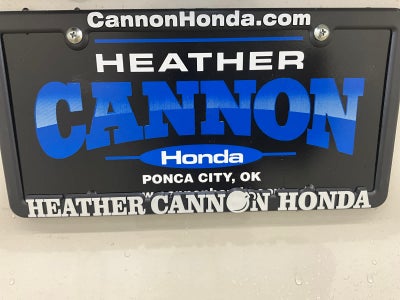 CannonHonda.com
HEATHER
CANNON
Honda
PONCA CITY, OK
HEATHER CANNON HONDA